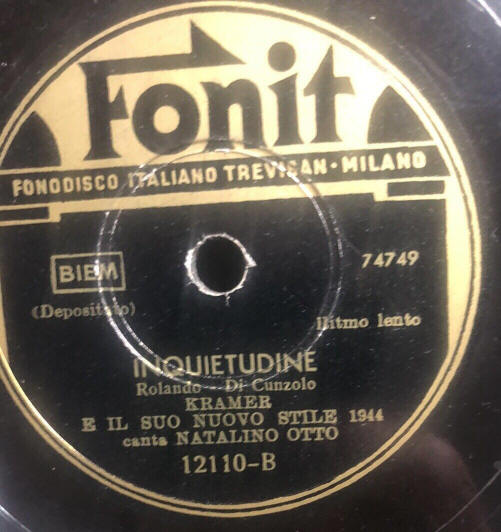 Fonit
FONODISCO ITALIANO TREVISAN · MILANO
BIEM
74749
(Depositato)
Ritmo lento
INQUIETUDINE
Rolando - Di Cunzolo
KRAMER
E IL SUO NUOVO STILE 1944
canta NATALINO OTTO
12110-B